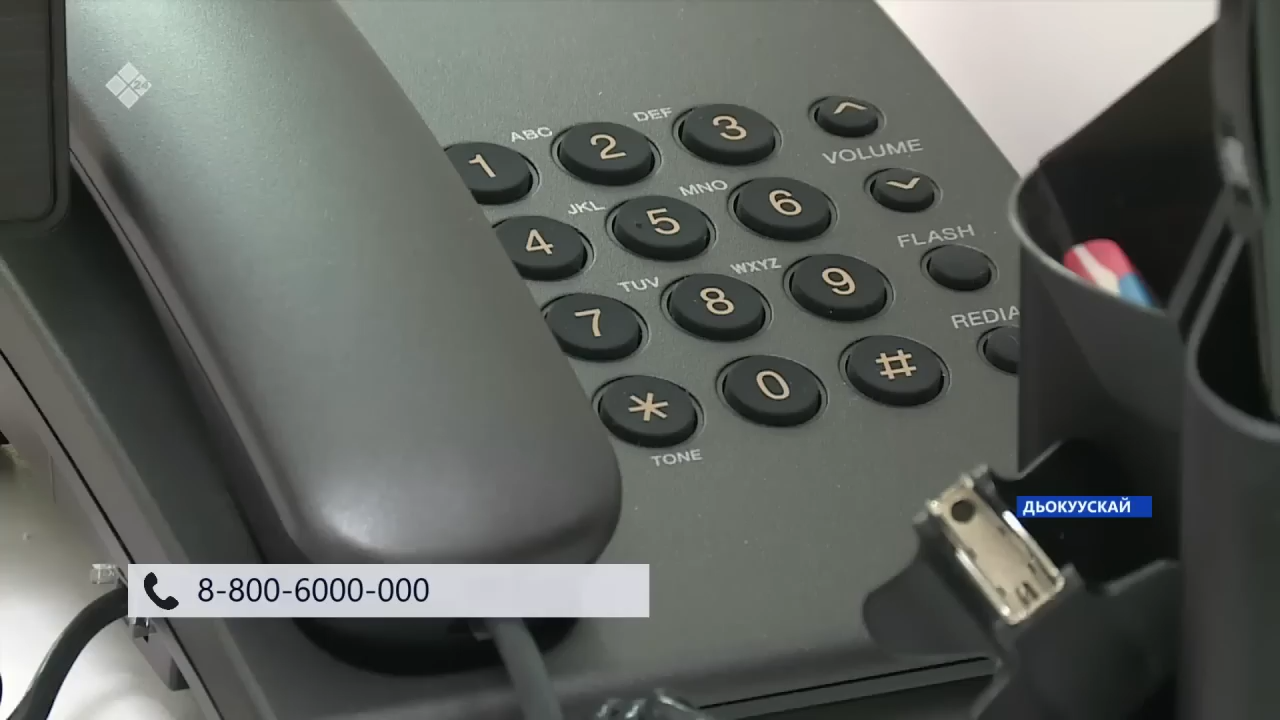 24
ABC DEF
1 2 3
VOLUME
JKL MNO
4 5 6
FLASH
TUV WXYZ
7 8 9
REDIA
* 0 #
TONE
ДЬОКУУСКАЙ
8-800-6000-000